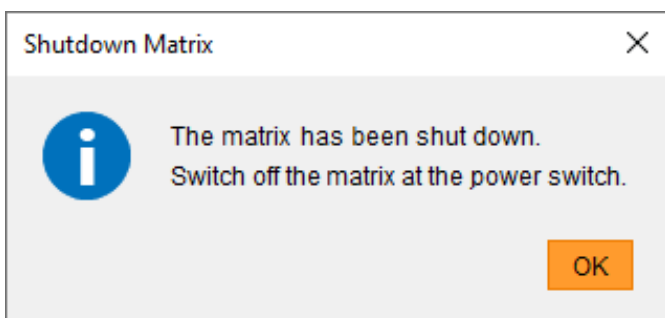 Shutdown Matrix
The matrix has been shut down.
Switch off the matrix at the power switch.
OK